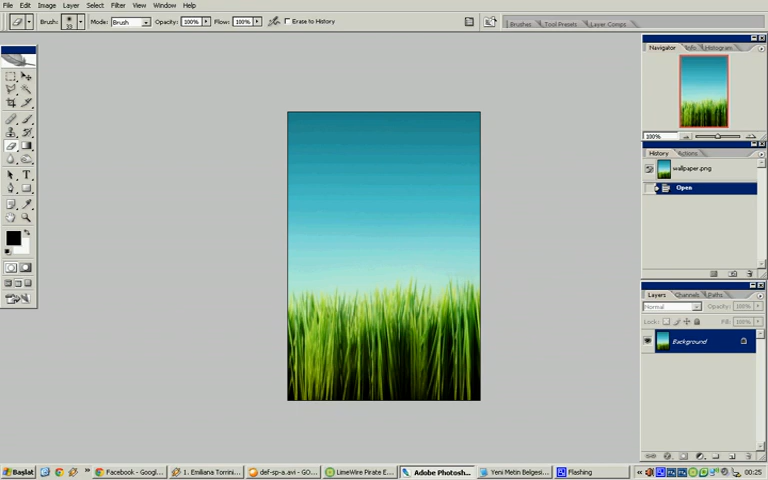 File Edit Image Layer Select Filter View Window Help
Brush: 33 Mode: Brush Opacity: 100% Flow: 100% Erase to History Brushes Tool Presets Layer Comps
Navigator Info Histogram
100%
History Actions
wallpaper.png
Open
Layers Channels Paths
Normal Opacity: 100%
Lock: Fill: 100%
Background
Başlat Facebook - Googl... 1. Emiliana Torrini... def-sp-a.avi - GO... LimeWire Pirate E... Adobe Photosh... Yeni Metin Belgesi... Flashing 00:25